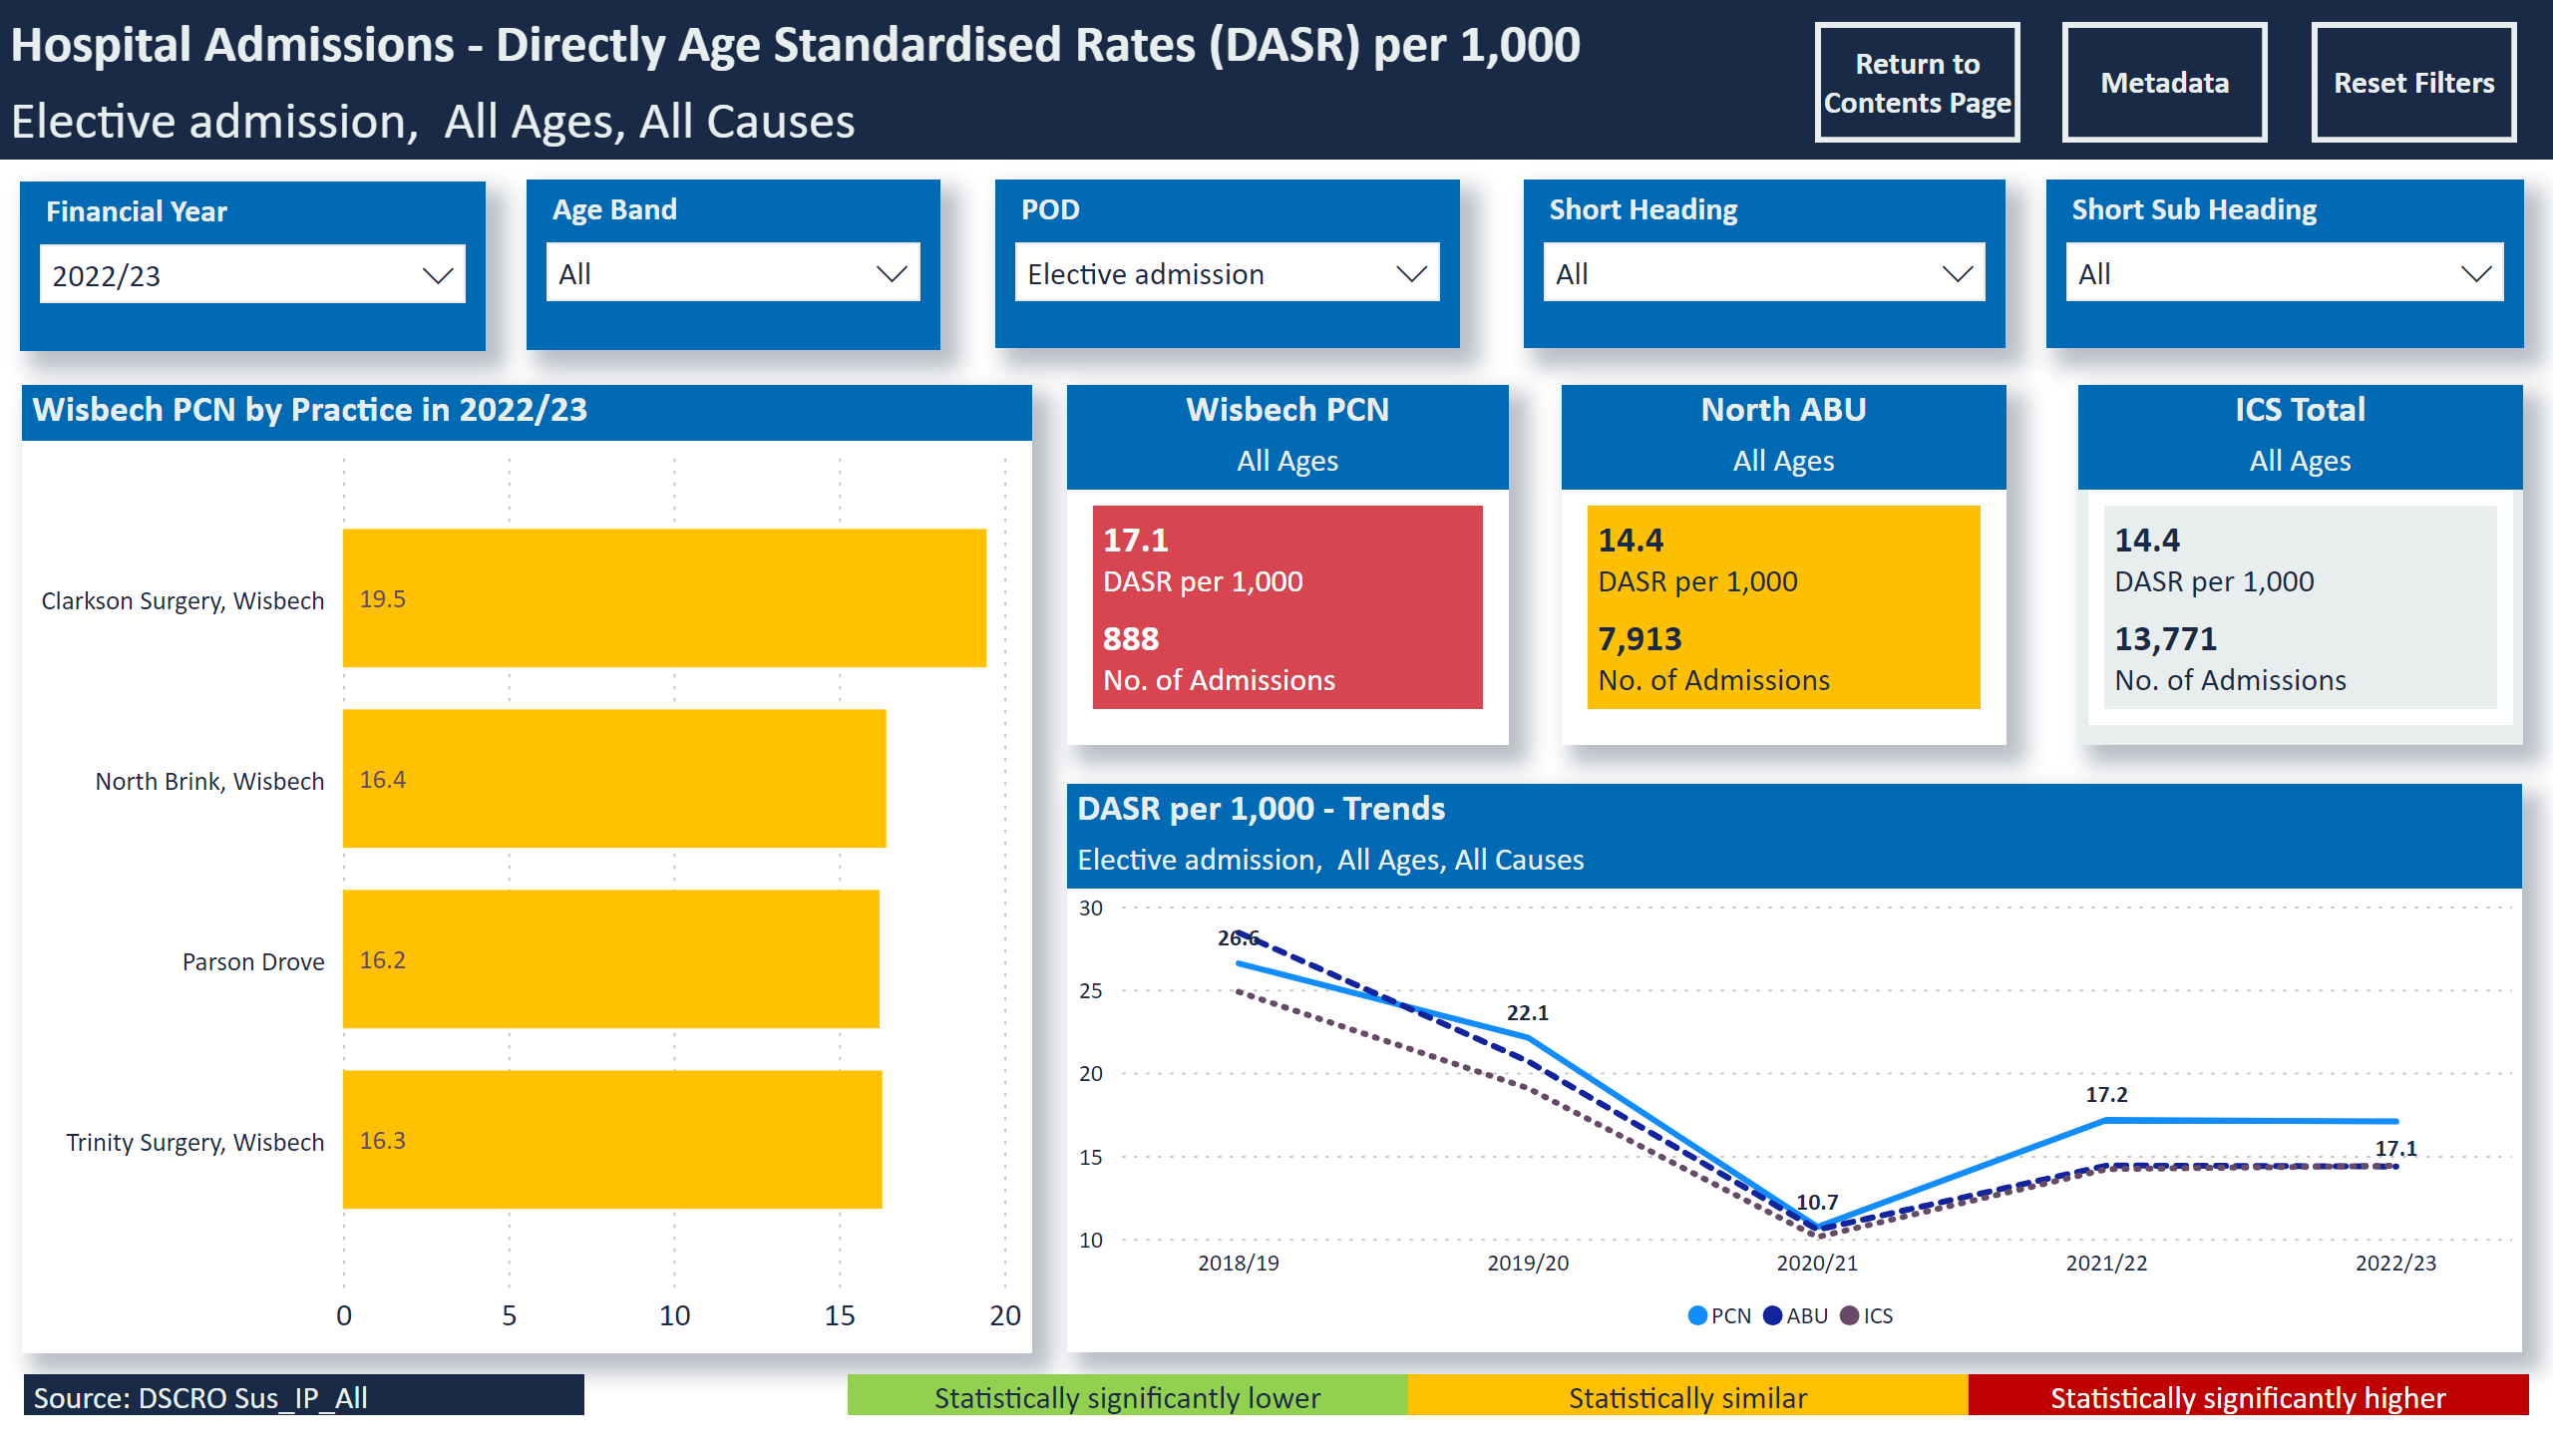 Hospital Admissions - Directly Age Standardised Rates (DASR) per 1,000
Elective admission,  All Ages, All Causes
Return to
Contents Page
Metadata
Reset Filters
Financial Year
2022/23
Age Band
All
POD
Elective admission
Short Heading
All
Short Sub Heading
All
Wisbech PCN by Practice in 2022/23
Clarkson Surgery, Wisbech
19.5
North Brink, Wisbech
16.4
Parson Drove
16.2
Trinity Surgery, Wisbech
16.3
0 5 10 15 20
Wisbech PCN
All Ages
17.1
DASR per 1,000
888
No. of Admissions
North ABU
All Ages
14.4
DASR per 1,000
7,913
No. of Admissions
ICS Total
All Ages
14.4
DASR per 1,000
13,771
No. of Admissions
DASR per 1,000 - Trends
Elective admission,  All Ages, All Causes
30
25
20
15
10
26.6
22.1
10.7
17.2
17.1
2018/19 2019/20 2020/21 2021/22 2022/23
PCN ABU ICS
Source: DSCRO Sus_IP_All
Statistically significantly lower
Statistically similar
Statistically significantly higher